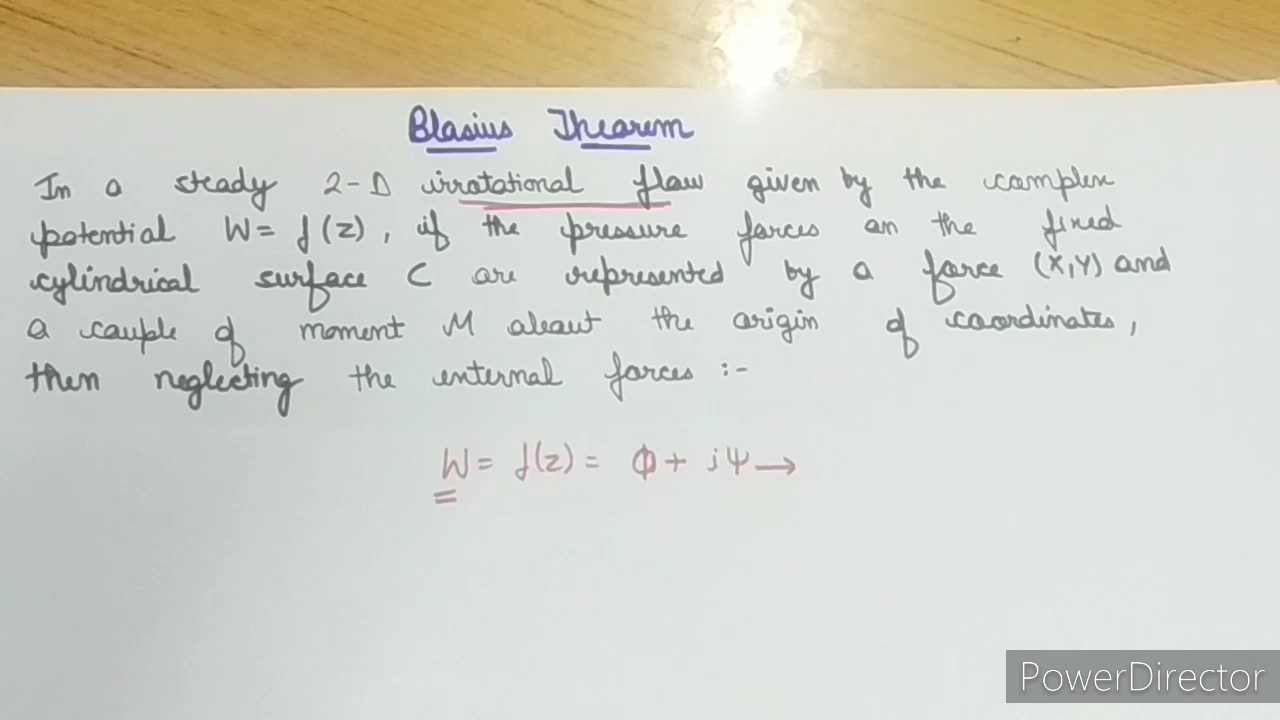 Blasius Theorem
In a steady 2-D irrotational flow given by the complex
potential W = f(z), if the pressure forces on the fixed
cylindrical surface C are represented by a force (X,Y) and
a couple of moment M about the origin of coordinates,
then neglecting the external forces :-
W = f(z) = ϕ + iψ →
PowerDirector